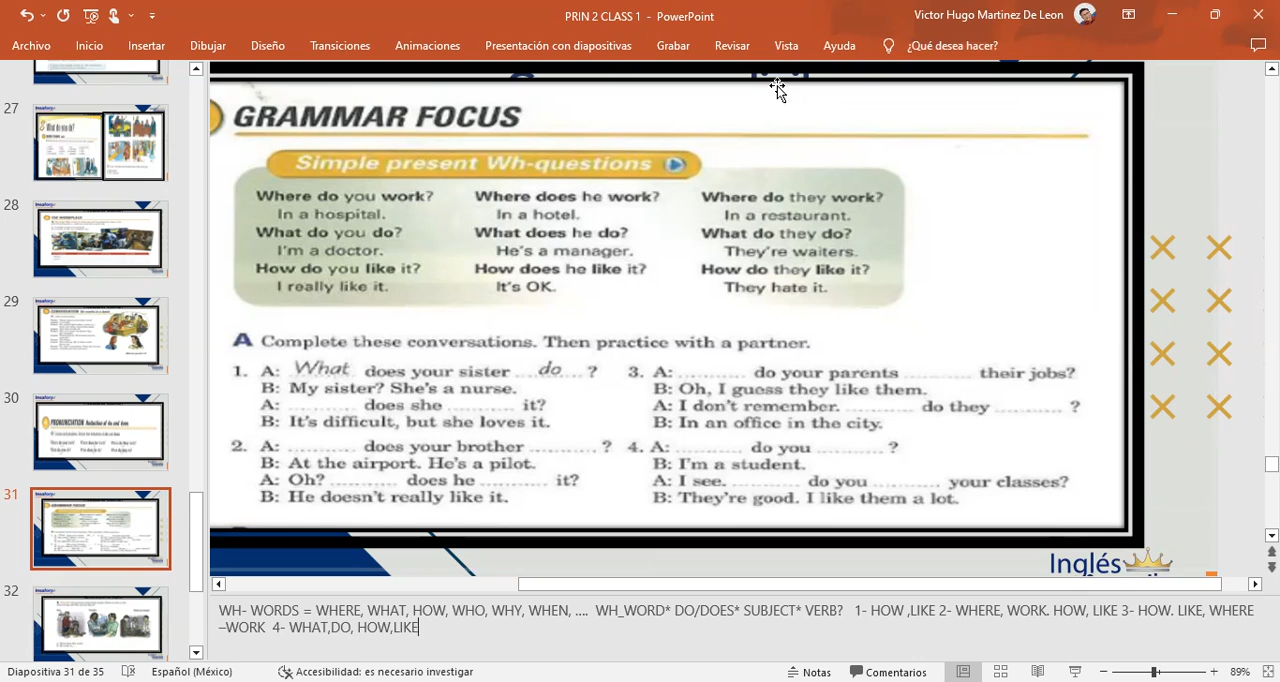 PRIN 2 CLASS 1 - PowerPoint
Victor Hugo Martinez De Leon
Archivo Inicio Insertar Dibujar Diseño Transiciones Animaciones Presentación con diapositivas Grabar Revisar Vista Ayuda ¿Qué desea hacer?
27
28
29
30
31
32
GRAMMAR FOCUS
Simple present Wh-questions
Where do you work? Where does he work? Where do they work?
In a hospital. In a hotel. In a restaurant.
What do you do? What does he do? What do they do?
I'm a doctor. He's a manager. They're waiters.
How do you like it? How does he like it? How do they like it?
I really like it. It's OK. They hate it.
A Complete these conversations. Then practice with a partner.
1. A: What does your sister do ?
B: My sister? She's a nurse.
A: .......... does she .......... it?
B: It's difficult, but she loves it.
2. A: .......... does your brother .......... ?
B: At the airport. He's a pilot.
A: Oh? .......... does he .......... it?
B: He doesn't really like it.
3. A: .......... do your parents .......... their jobs?
B: Oh, I guess they like them.
A: I don't remember. .......... do they .......... ?
B: In an office in the city.
4. A: .......... do you .......... ?
B: I'm a student.
A: I see. .......... do you .......... your classes?
B: They're good. I like them a lot.
Inglés
WH- WORDS = WHERE, WHAT, HOW, WHO, WHY, WHEN, .... WH_WORD* DO/DOES* SUBJECT* VERB? 1- HOW ,LIKE 2- WHERE, WORK. HOW, LIKE 3- HOW. LIKE, WHERE
–WORK 4- WHAT,DO, HOW,LIKE
Diapositiva 31 de 35 Español (México) Accesibilidad: es necesario investigar Notas Comentarios 89%